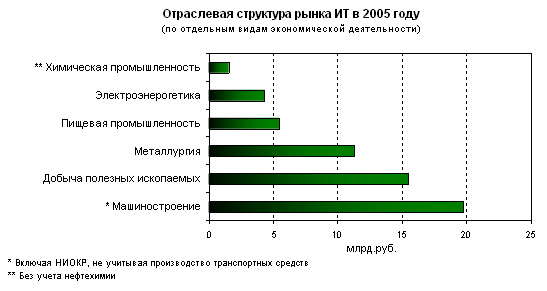 Отраслевая структура рынка ИТ в 2005 году
(по отдельным видам экономической деятельности)
** Химическая промышленность
Электроэнергетика
Пищевая промышленность
Металлургия
Добыча полезных ископаемых
* Машиностроение
0 5 10 15 20 25
млрд.руб.
* Включая НИОКР, не учитывая производство транспортных средств
** Без учета нефтехимии